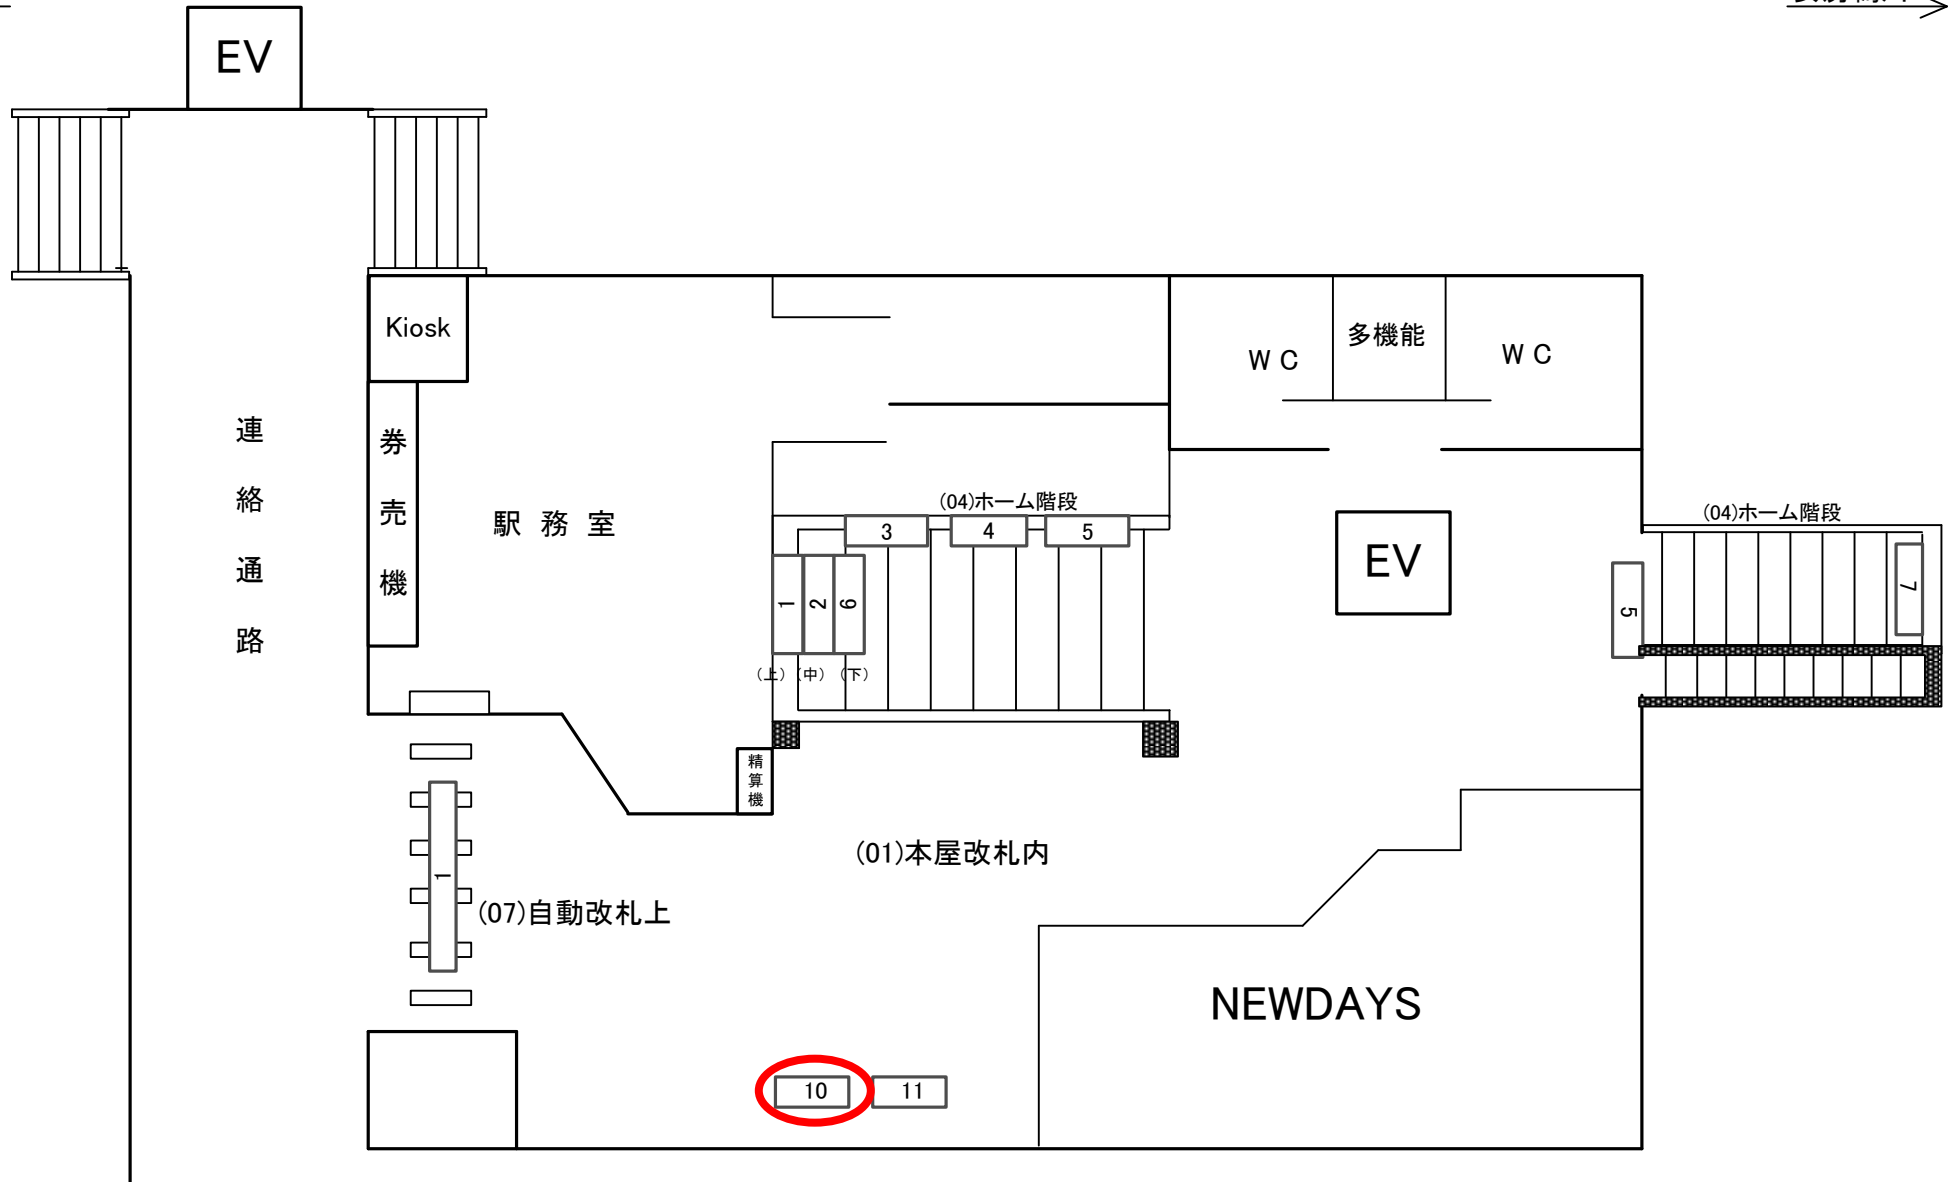 EV
Kiosk
多機能
W C
W C
連絡通路
券売機
駅務室
(04)ホーム階段
(04)ホーム階段
3
4
5
EV
1
2
6
5
7
(上)
(中)
(下)
精算機
(01)本屋改札内
1
(07)自動改札上
NEWDAYS
10
11